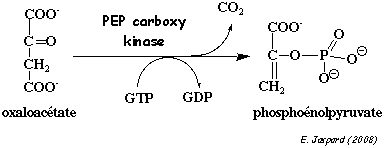 COO⁻
C=O
CH₂
COO⁻
oxaloacétate
PEP carboxy
kinase
CO₂
GTP
GDP
COO⁻
C—O—P—O⊖
O
O⊖
CH₂
phosphoénolpyruvate
E. Jaspard (2008)